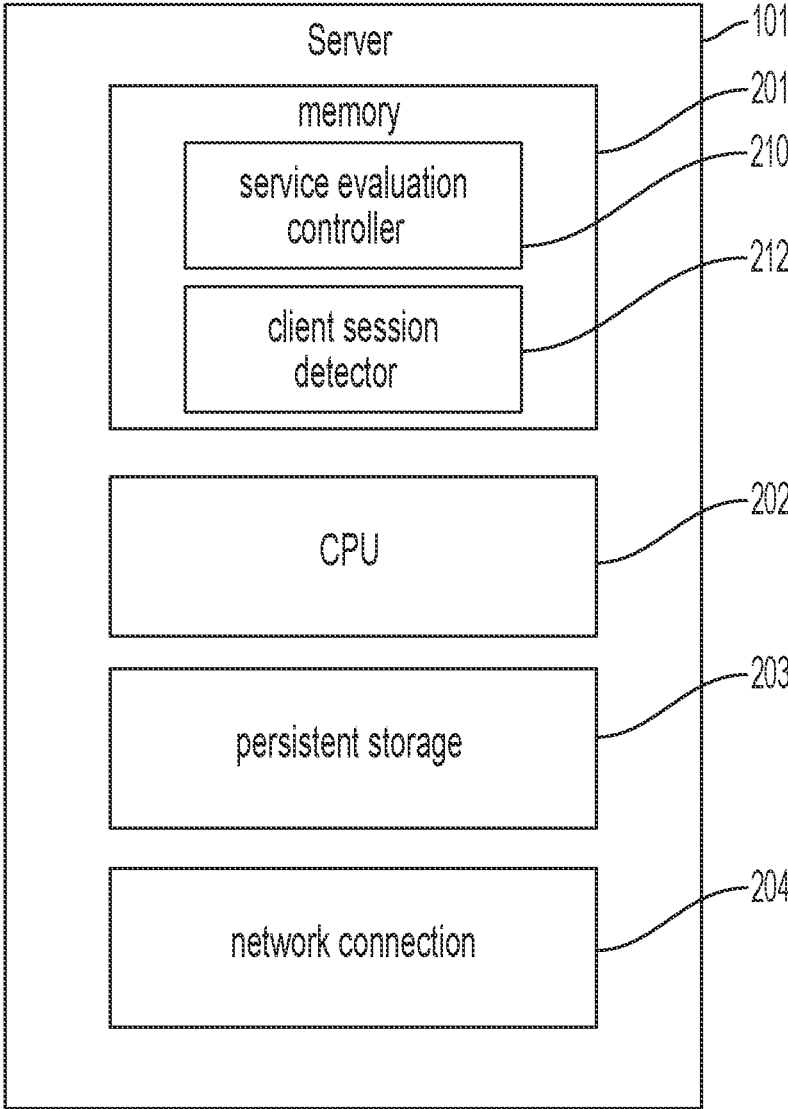 Server
101
memory
201
service evaluation
controller
210
client session
detector
212
CPU
202
persistent storage
203
network connection
204